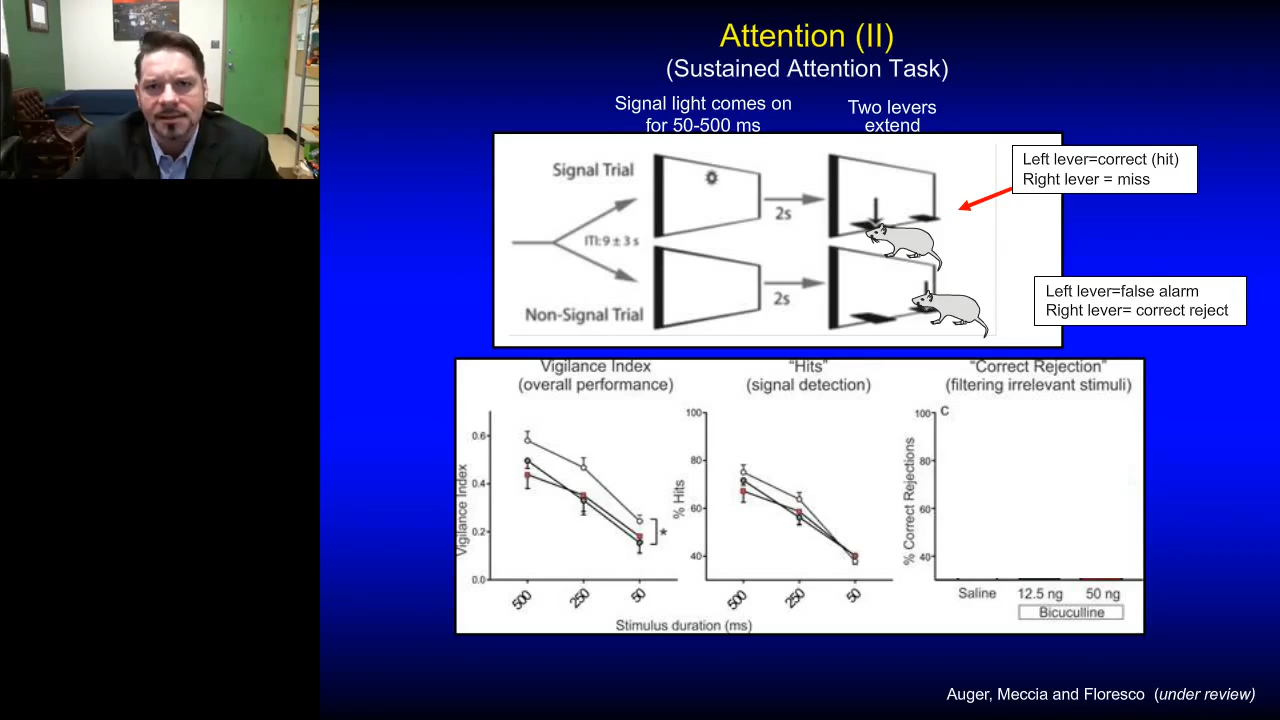 Attention (II)
(Sustained Attention Task)
Signal light comes on
for 50-500 ms
Two levers
extend
Signal Trial
2s
ITI: 9 ± 3 s
Non-Signal Trial
2s
Left lever=correct (hit)
Right lever = miss
Left lever=false alarm
Right lever= correct reject
Vigilance Index
(overall performance)
Vigilance Index
0.6
0.4
0.2
0.0
*
500
250
50
"Hits"
(signal detection)
% Hits
100
80
60
40
500
250
50
Stimulus duration (ms)
"Correct Rejection"
(filtering irrelevant stimuli)
C
% Correct Rejections
100
80
60
40
Saline
12.5 ng
50 ng
Bicuculline
Auger, Meccia and Floresco (under review)